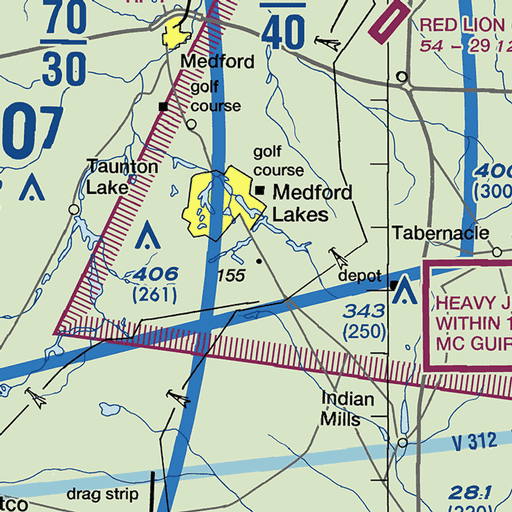 70
30
40
RED LION
54 - 29 12
Medford
golf
course
07
Taunton
Lake
golf
course
Medford
Lakes
400
(300
Tabernacle
406
(261)
155
depot
343
(250)
HEAVY J
WITHIN 1
MC GUIR
Indian
Mills
V 312
drag strip
28.1
tco